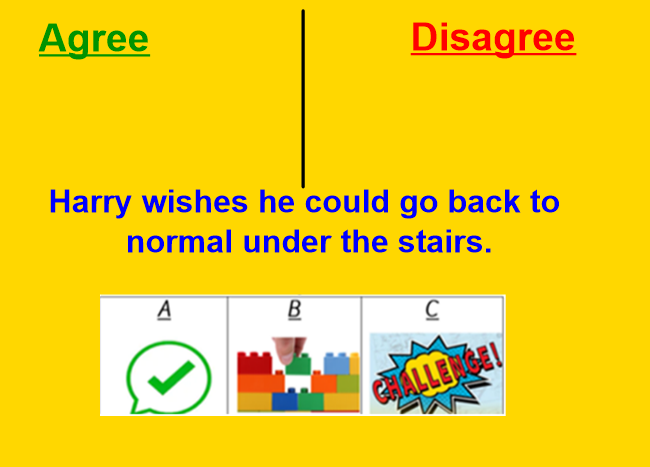 Agree
Disagree
Harry wishes he could go back to
normal under the stairs.
A
B
C
CHALLENGE!